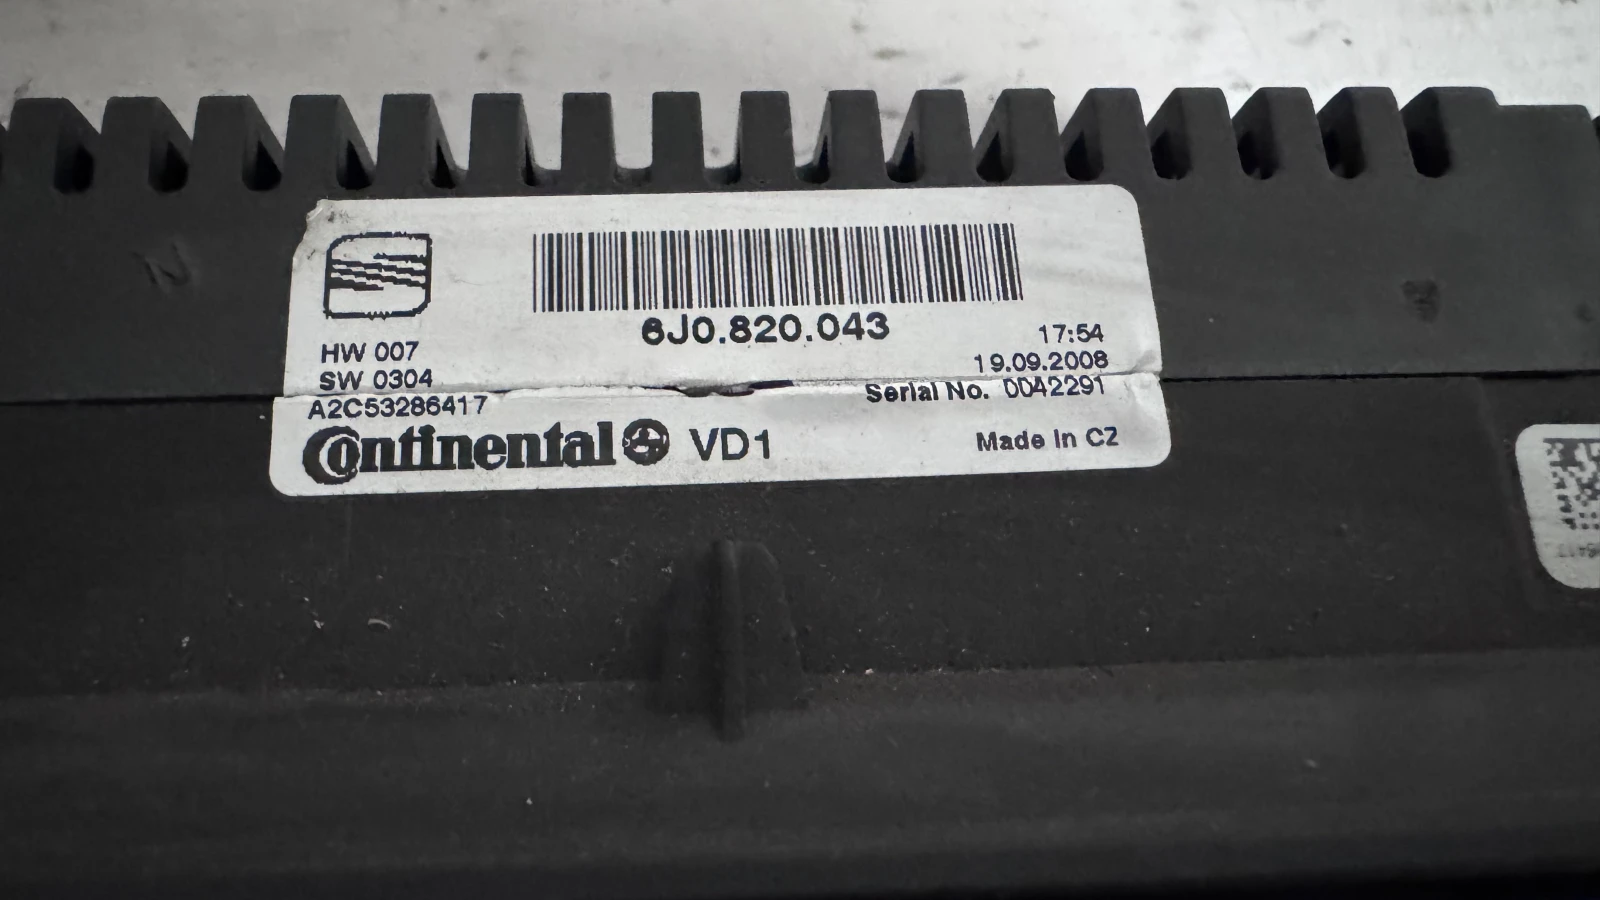 6J0.820.043
17:54
HW 007
19.09.2008
SW 0304
Serial No. 0042291
A2C53286417
Continental VD1
Made in CZ